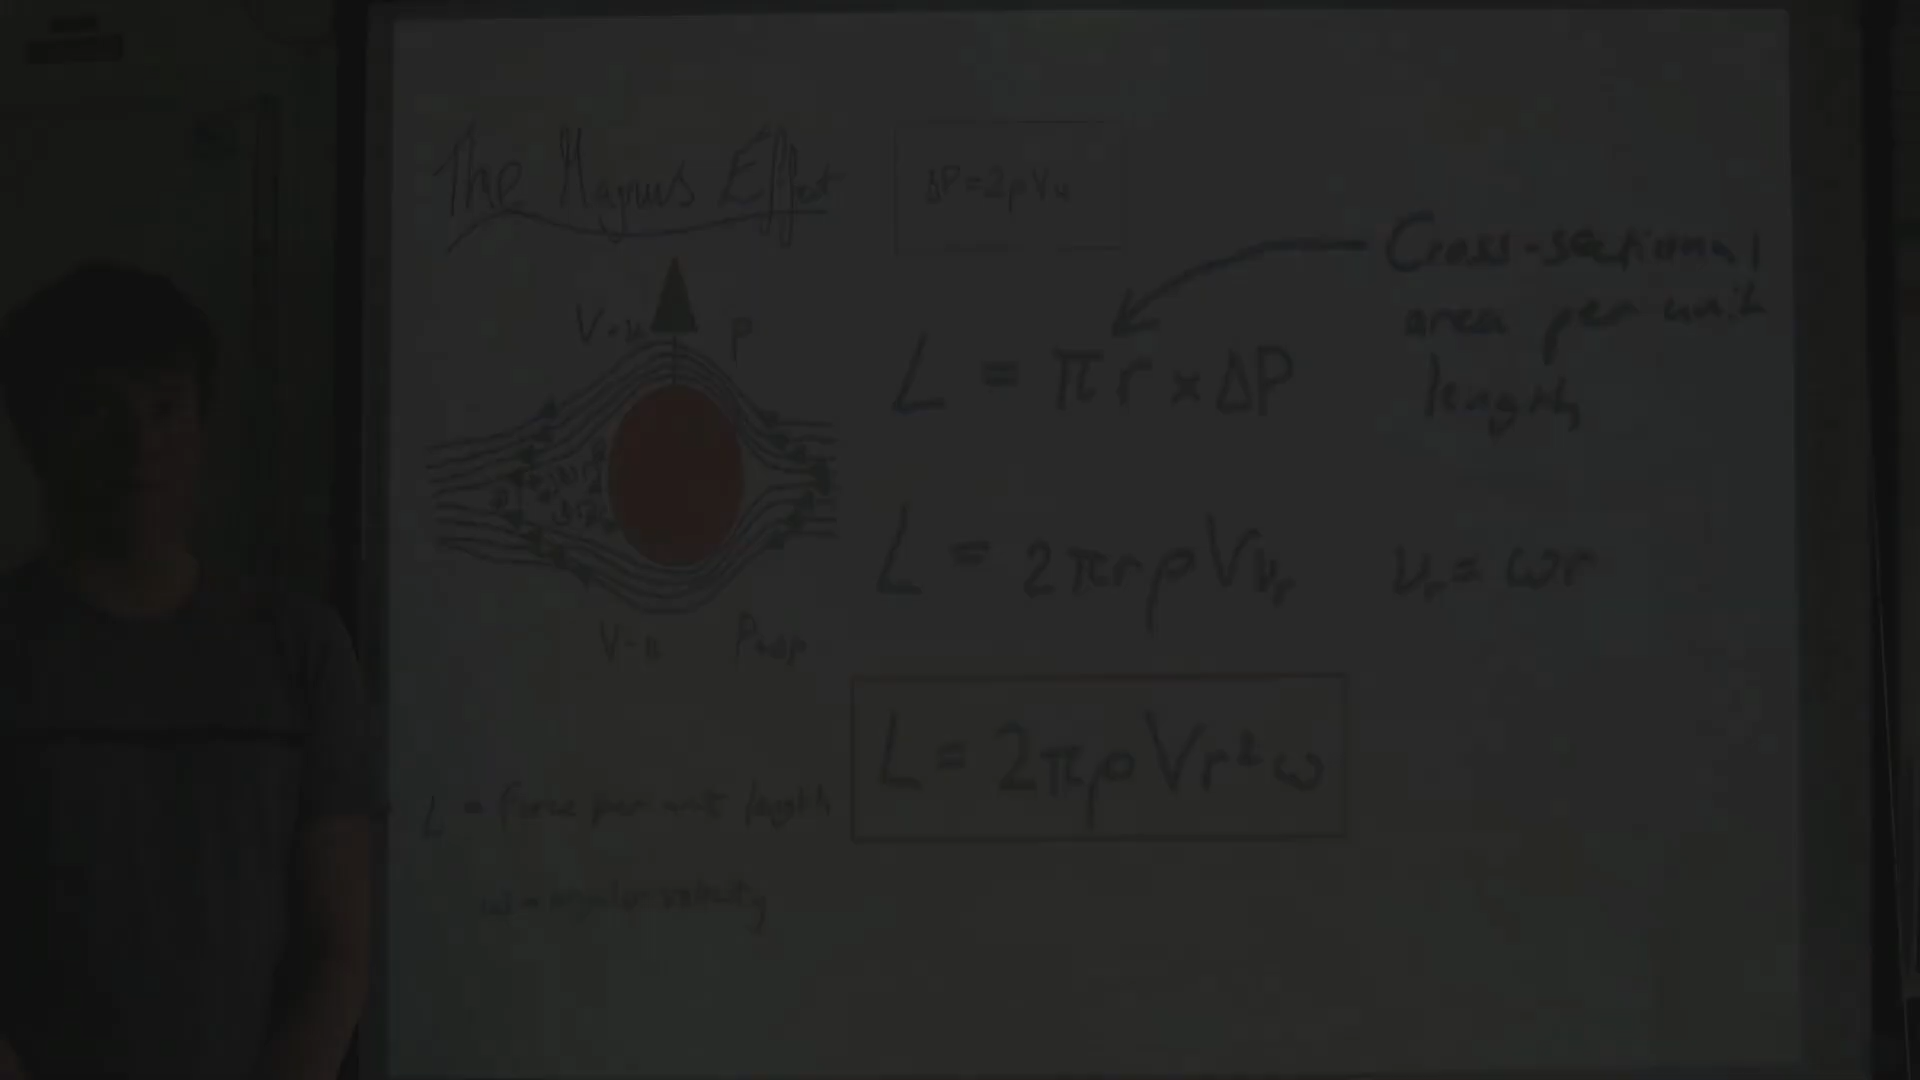 The Magnus Effect
ΔP=2ρVu
Cross-sectional
area per unit
length
V+u P
L = πr × ΔP
L = 2πrρVvᵣ vᵣ = ωr
V-u P+Δp
L = 2πρVr²ω
L = force per unit length
ω = angular velocity